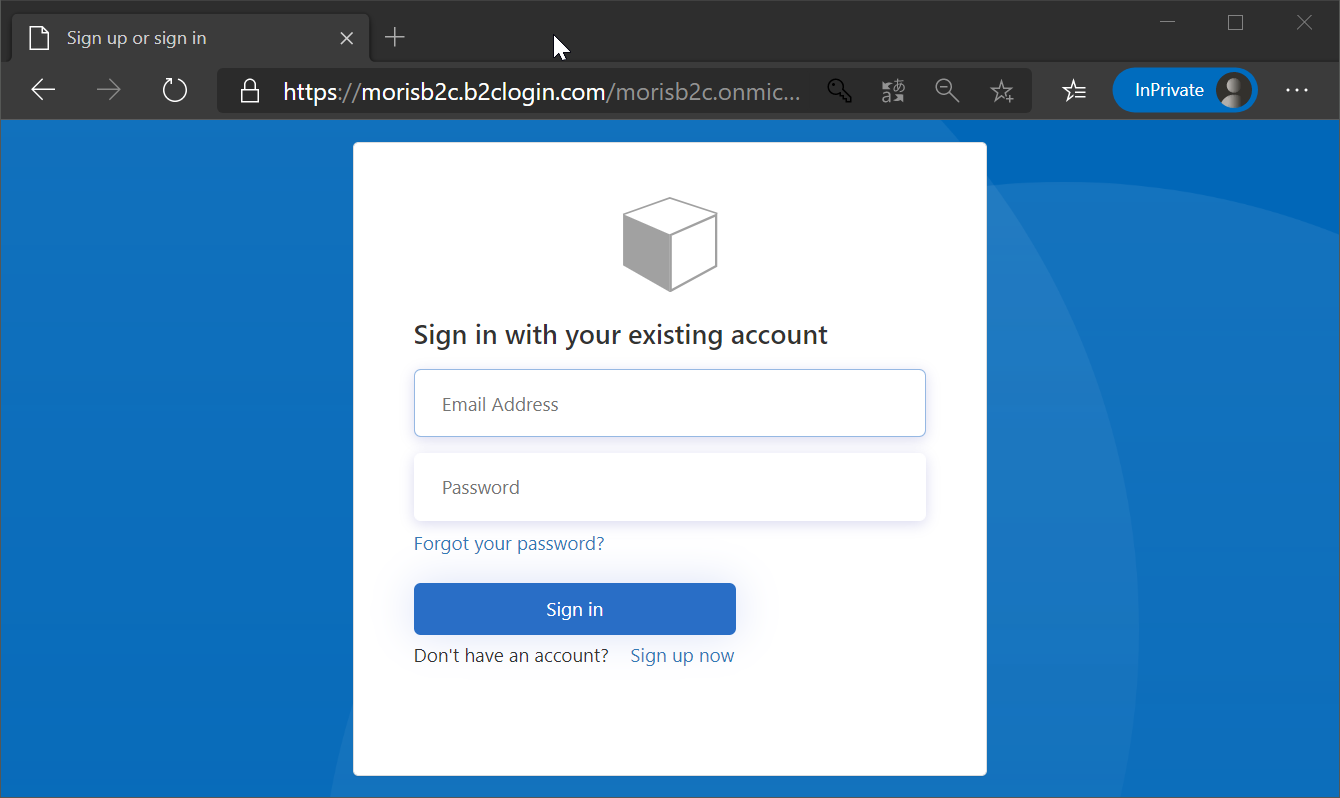 Sign up or sign in
https://morisb2c.b2clogin.com/morisb2c.onmic...
InPrivate
Sign in with your existing account
Email Address
Password
Forgot your password?
Sign in
Don't have an account? Sign up now